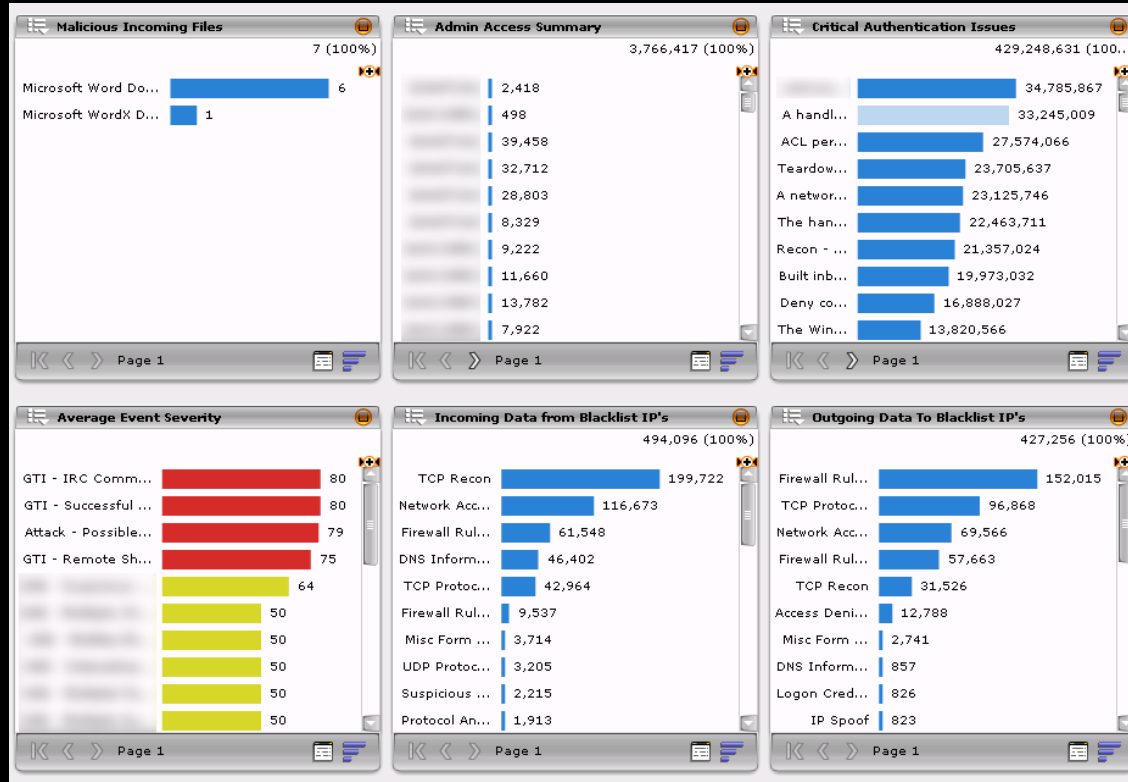 Malicious Incoming Files
7 (100%)
Microsoft Word Do... 6
Microsoft WordX D... 1
Page 1
Admin Access Summary
3,766,417 (100%)
2,418
498
39,458
32,712
28,803
8,329
9,222
11,660
13,782
7,922
Page 1
Critical Authentication Issues
429,248,631 (100...
34,785,867
A handl... 33,245,009
ACL per... 27,574,066
Teardow... 23,705,637
A networ... 23,125,746
The han... 22,463,711
Recon - ... 21,357,024
Built inb... 19,973,032
Deny co... 16,888,027
The Win... 13,820,566
Page 1
Average Event Severity
GTI - IRC Comm... 80
GTI - Successful ... 80
Attack - Possible... 79
GTI - Remote Sh... 75
64
50
50
50
50
50
Page 1
Incoming Data from Blacklist IP's
494,096 (100%)
TCP Recon 199,722
Network Acc... 116,673
Firewall Rul... 61,548
DNS Inform... 46,402
TCP Protoc... 42,964
Firewall Rul... 9,537
Misc Form ... 3,714
UDP Protoc... 3,205
Suspicious ... 2,215
Protocol An... 1,913
Page 1
Outgoing Data To Blacklist IP's
427,256 (100%)
Firewall Rul... 152,015
TCP Protoc... 96,868
Network Acc... 69,566
Firewall Rul... 57,663
TCP Recon 31,526
Access Deni... 12,788
Misc Form ... 2,741
DNS Inform... 857
Logon Cred... 826
IP Spoof 823
Page 1